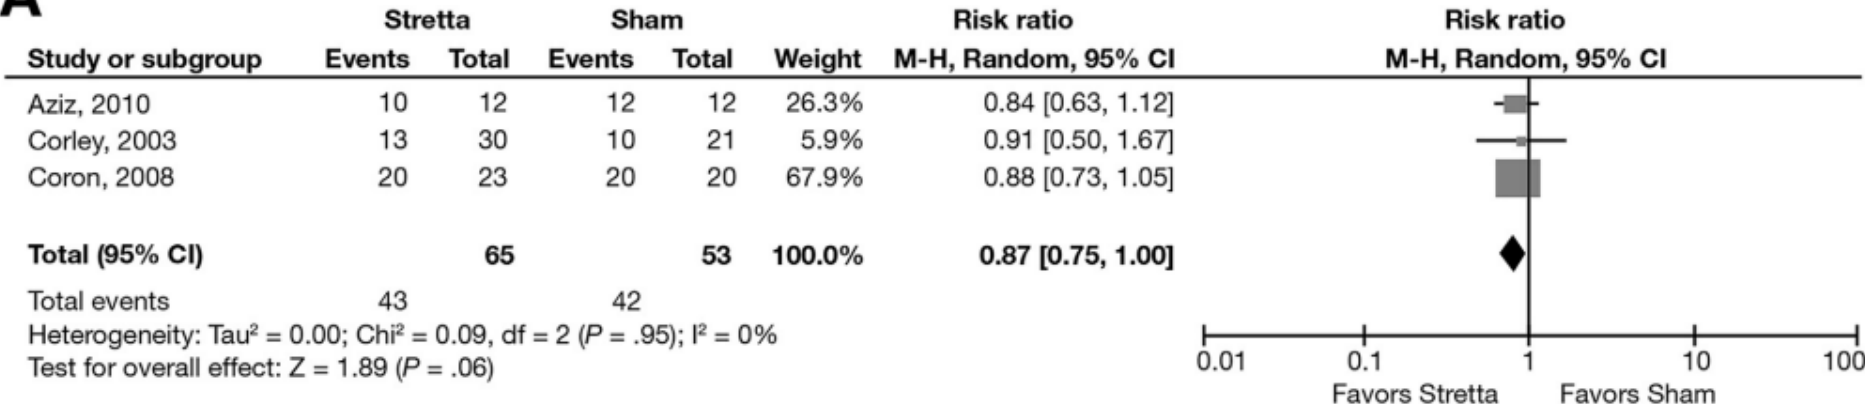 A
Stretta Sham Risk ratio Risk ratio
Study or subgroup Events Total Events Total Weight M-H, Random, 95% CI M-H, Random, 95% CI
Aziz, 2010 10 12 12 12 26.3% 0.84 [0.63, 1.12]
Corley, 2003 13 30 10 21 5.9% 0.91 [0.50, 1.67]
Coron, 2008 20 23 20 20 67.9% 0.88 [0.73, 1.05]
Total (95% CI) 65 53 100.0% 0.87 [0.75, 1.00]
Total events 43 42
Heterogeneity: Tau² = 0.00; Chi² = 0.09, df = 2 (P = .95); I² = 0%
Test for overall effect: Z = 1.89 (P = .06)
0.01 0.1 1 10 100
Favors Stretta Favors Sham